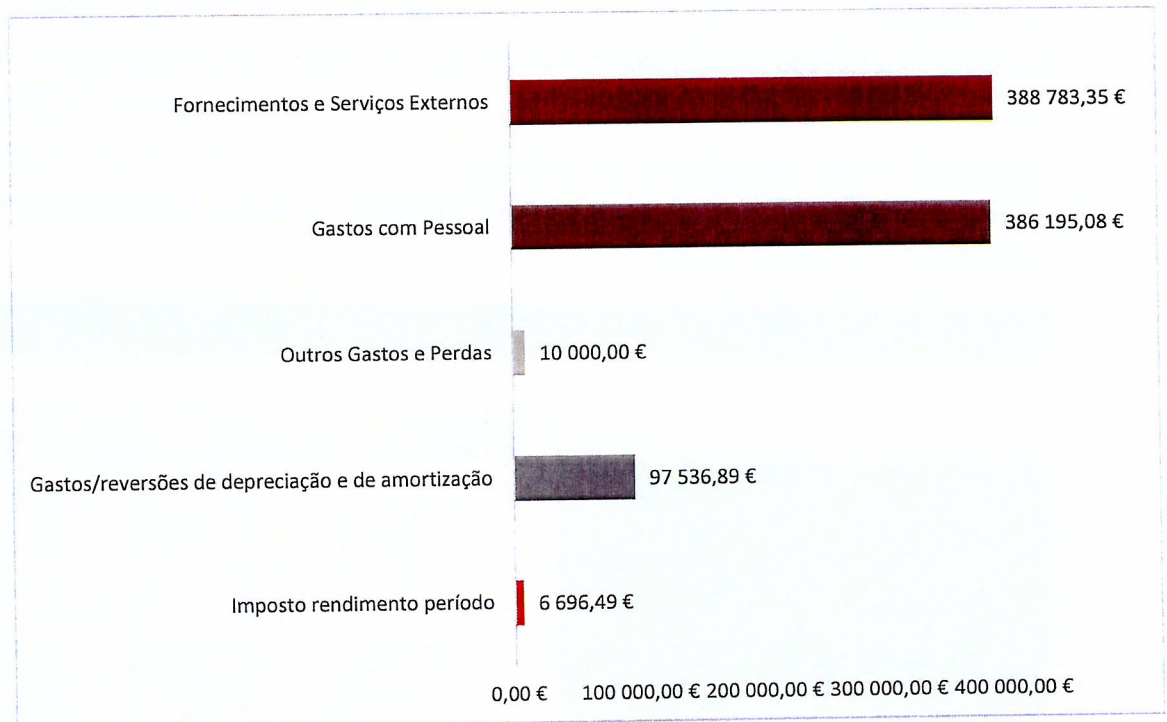 Fornecimentos e Serviços Externos 388 783,35 €
Gastos com Pessoal 386 195,08 €
Outros Gastos e Perdas 10 000,00 €
Gastos/reversões de depreciação e de amortização 97 536,89 €
Imposto rendimento período 6 696,49 €
0,00 € 100 000,00 € 200 000,00 € 300 000,00 € 400 000,00 €